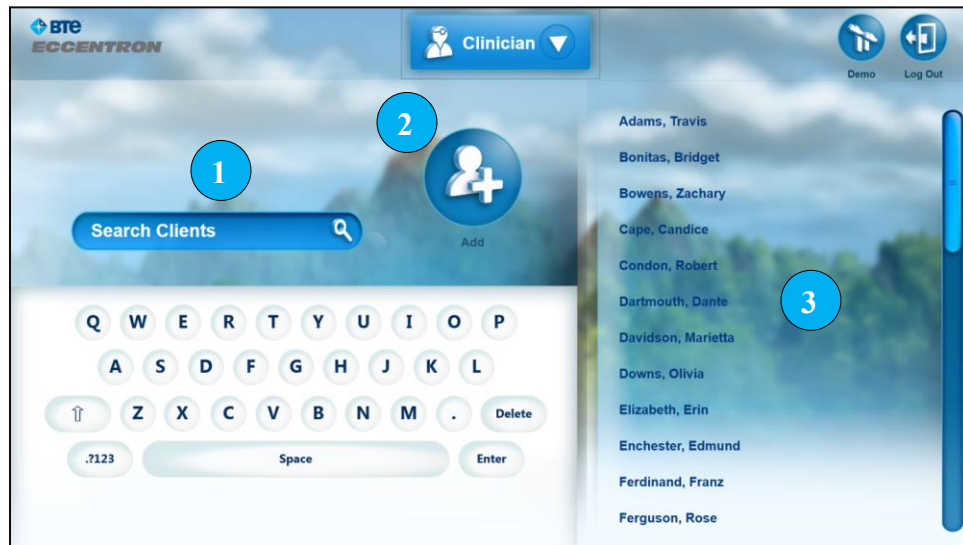 BTE
ECCENTRON
Clinician
Demo
Log Out
1
2
Search Clients
Add
Q W E R T Y U I O P
A S D F G H J K L
⇧ Z X C V B N M . Delete
.?123 Space Enter
Adams, Travis
Bonitas, Bridget
Bowens, Zachary
Cape, Candice
Condon, Robert
Dartmouth, Dante
3
Davidson, Marietta
Downs, Olivia
Elizabeth, Erin
Enchester, Edmund
Ferdinand, Franz
Ferguson, Rose